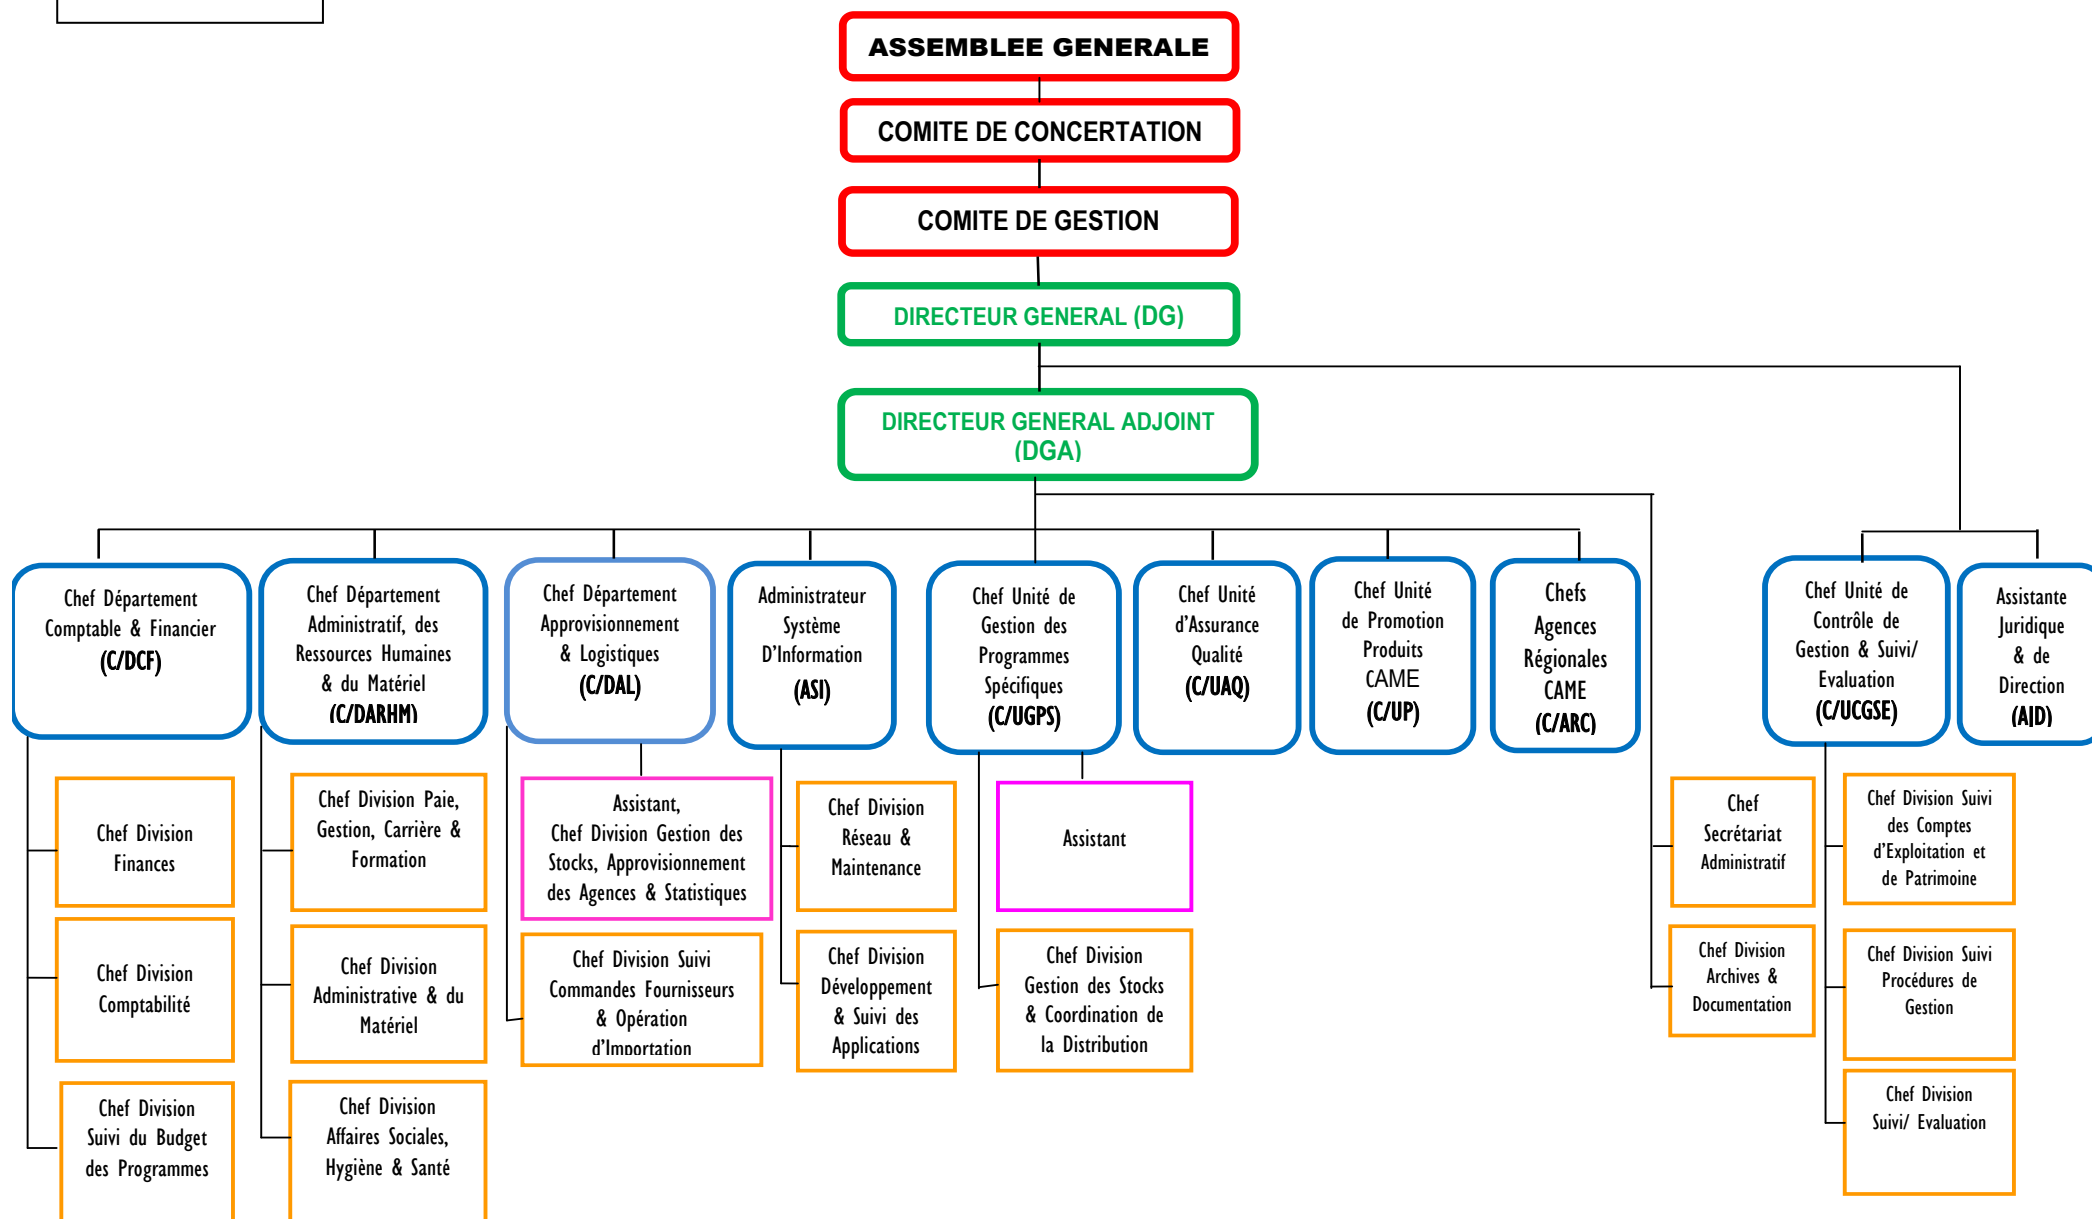 ASSEMBLEE GENERALE
COMITE DE CONCERTATION
COMITE DE GESTION
DIRECTEUR GENERAL (DG)
DIRECTEUR GENERAL ADJOINT
(DGA)
Chef Département
Comptable & Financier
(C/DCF)
Chef Département
Administratif, des
Ressources Humaines
& du Matériel
(C/DARHM)
Chef Département
Approvisionnement
& Logistiques
(C/DAL)
Administrateur
Système
D'Information
(ASI)
Chef Unité de
Gestion des
Programmes
Spécifiques
(C/UGPS)
Chef Unité
d'Assurance
Qualité
(C/UAQ)
Chef Unité
de Promotion
Produits
CAME
(C/UP)
Chefs
Agences
Régionales
CAME
(C/ARC)
Chef Unité de
Contrôle de
Gestion & Suivi/
Evaluation
(C/UCGSE)
Assistante
Juridique
& de
Direction
(AJD)
Chef Division
Finances
Chef Division
Comptabilité
Chef Division
Suivi du Budget
des Programmes
Chef Division Paie,
Gestion, Carrière &
Formation
Chef Division
Administrative & du
Matériel
Chef Division
Affaires Sociales,
Hygiène & Santé
Assistant,
Chef Division Gestion des
Stocks, Approvisionnement
des Agences & Statistiques
Chef Division Suivi
Commandes Fournisseurs
& Opération
d'Importation
Chef Division
Réseau &
Maintenance
Chef Division
Développement
& Suivi des
Applications
Assistant
Chef Division
Gestion des Stocks
& Coordination de
la Distribution
Chef
Secrétariat
Administratif
Chef Division
Archives &
Documentation
Chef Division Suivi
des Comptes
d'Exploitation et
de Patrimoine
Chef Division Suivi
Procédures de
Gestion
Chef Division
Suivi/ Evaluation